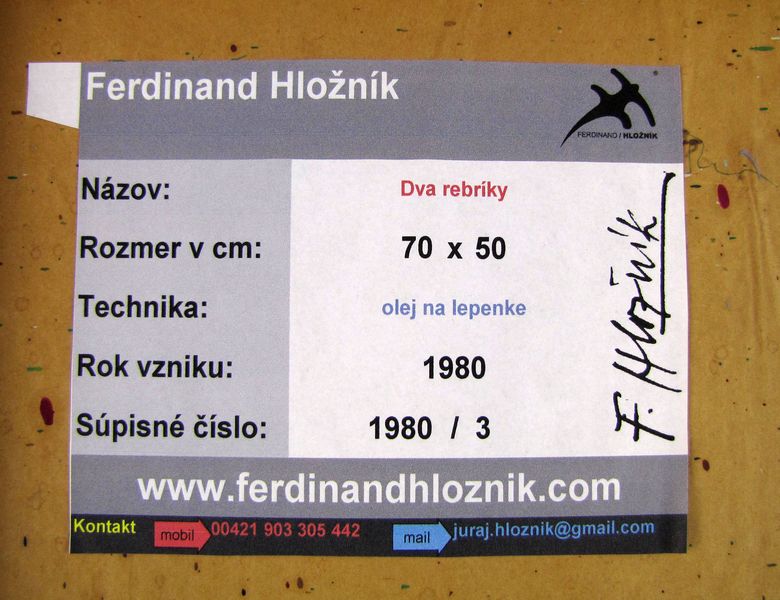 Ferdinand Hložník
FERDINAND / HLOŽNÍK
Názov: Dva rebríky
Rozmer v cm: 70 x 50
Technika: olej na lepenke
Rok vzniku: 1980
Súpisné číslo: 1980 / 3
F. Hložník
www.ferdinandhloznik.com
Kontakt mobil 00421 903 305 442 mail juraj.hloznik@gmail.com